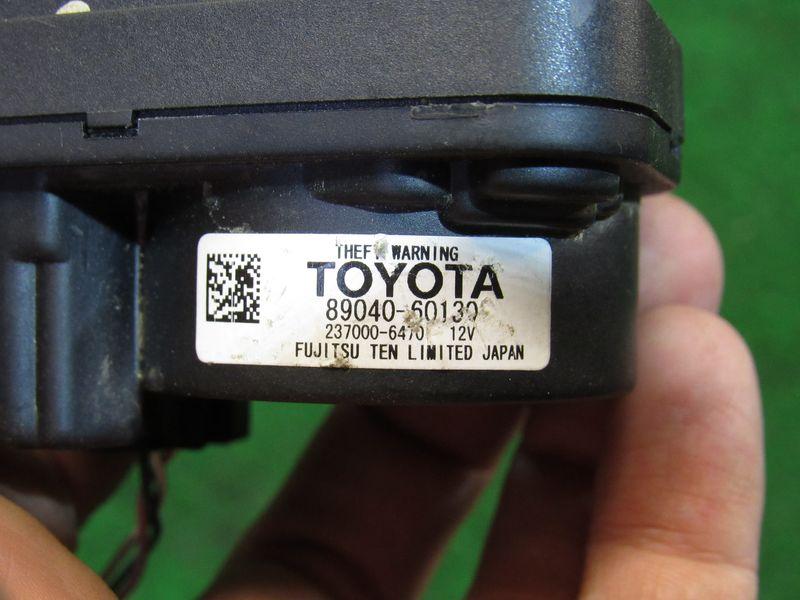 THEFT WARNING
TOYOTA
89040-60130
237000-6470 12V
FUJITSU TEN LIMITED JAPAN